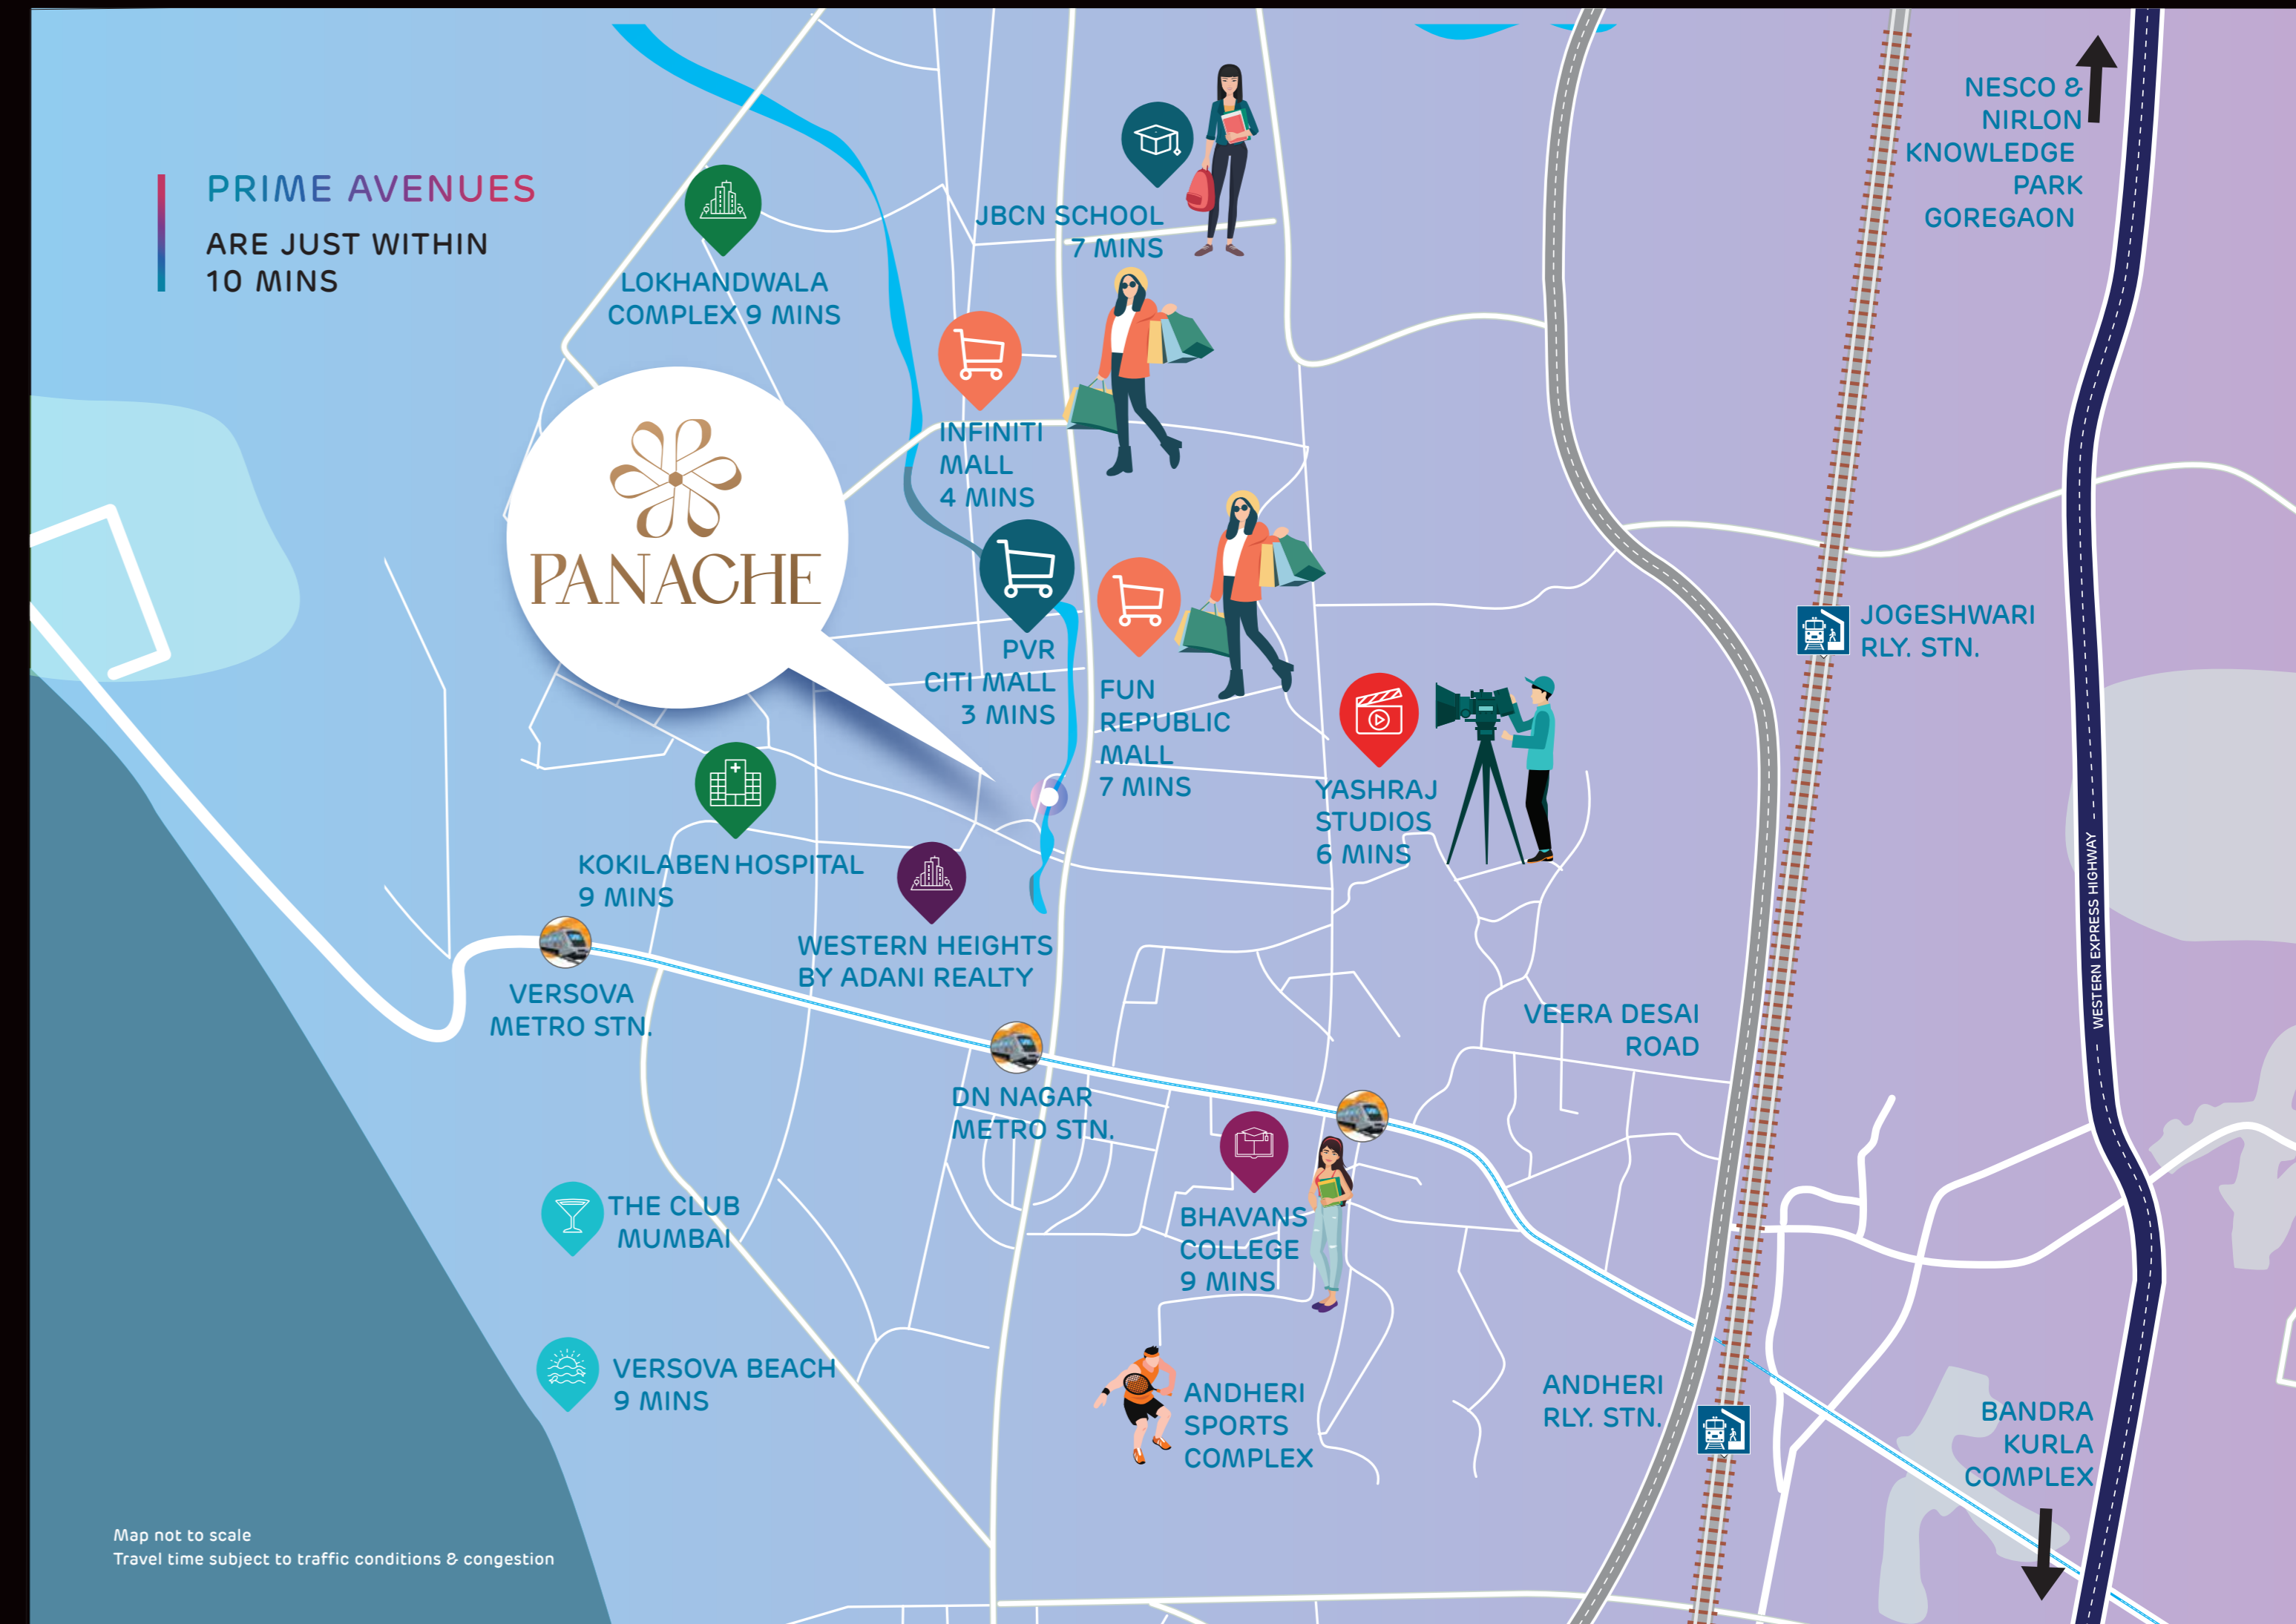 PRIME AVENUES
ARE JUST WITHIN
10 MINS
LOKHANDWALA
COMPLEX 9 MINS
JBCN SCHOOL
7 MINS
NESCO &
NIRLON
KNOWLEDGE
PARK
GOREGAON
INFINITI
MALL
4 MINS
PANACHE
PVR
CITI MALL
3 MINS
FUN
REPUBLIC
MALL
7 MINS
JOGESHWARI
RLY. STN.
YASHRAJ
STUDIOS
6 MINS
KOKILABEN HOSPITAL
9 MINS
WESTERN HEIGHTS
BY ADANI REALTY
WESTERN EXPRESS HIGHWAY
VERSOVA
METRO STN.
VEERA DESAI
ROAD
DN NAGAR
METRO STN.
THE CLUB
MUMBAI
BHAVANS
COLLEGE
9 MINS
VERSOVA BEACH
9 MINS
ANDHERI
SPORTS
COMPLEX
ANDHERI
RLY. STN.
BANDRA
KURLA
COMPLEX
Map not to scale
Travel time subject to traffic conditions & congestion